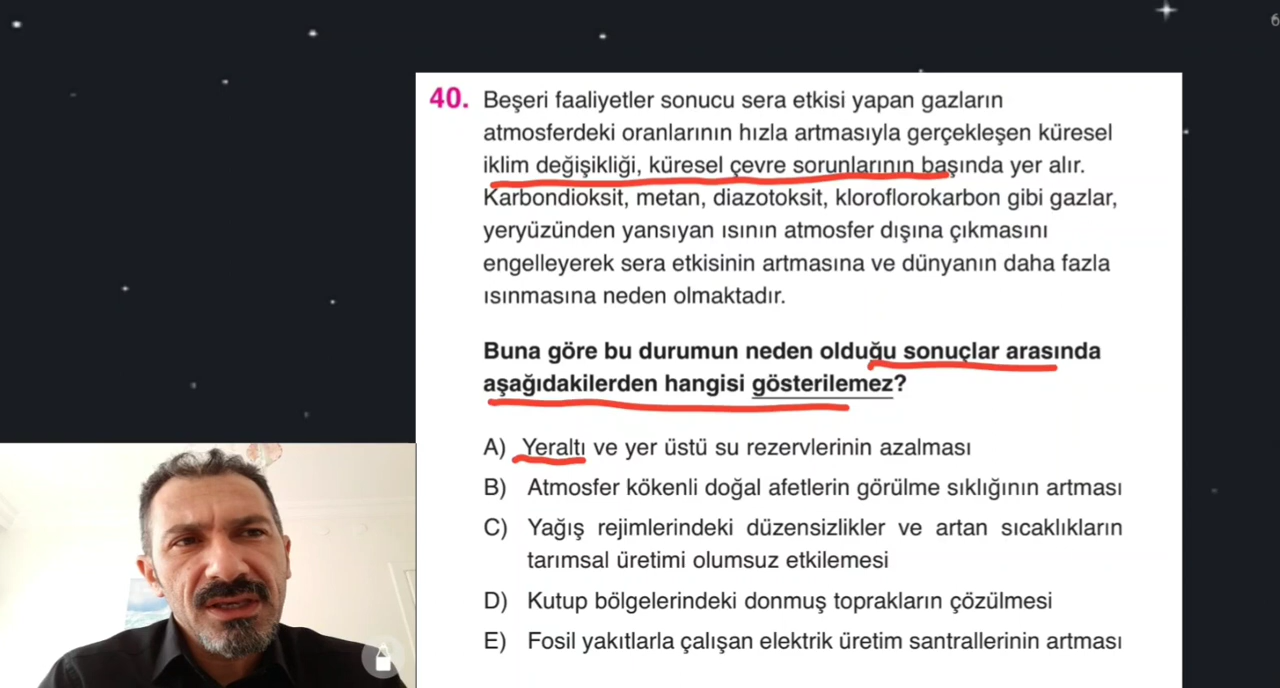 6
40. Beşeri faaliyetler sonucu sera etkisi yapan gazların
atmosferdeki oranlarının hızla artmasıyla gerçekleşen küresel
iklim değişikliği, küresel çevre sorunlarının başında yer alır.
Karbondioksit, metan, diazotoksit, kloroflorokarbon gibi gazlar,
yeryüzünden yansıyan ısının atmosfer dışına çıkmasını
engelleyerek sera etkisinin artmasına ve dünyanın daha fazla
ısınmasına neden olmaktadır.
Buna göre bu durumun neden olduğu sonuçlar arasında
aşağıdakilerden hangisi gösterilemez?
A) Yeraltı ve yer üstü su rezervlerinin azalması
B) Atmosfer kökenli doğal afetlerin görülme sıklığının artması
C) Yağış rejimlerindeki düzensizlikler ve artan sıcaklıkların
tarımsal üretimi olumsuz etkilemesi
D) Kutup bölgelerindeki donmuş toprakların çözülmesi
E) Fosil yakıtlarla çalışan elektrik üretim santrallerinin artması